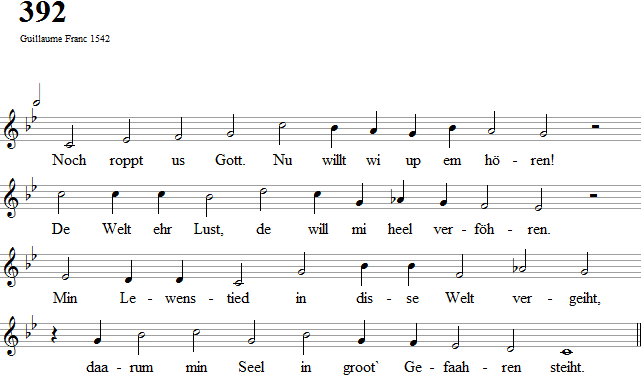 392
Guillaume Franc 1542
Noch roppt us Gott. Nu willt wi up em hö - ren!
De Welt ehr Lust, de will mi heel ver- föh - ren.
Min Le - wens - tied in dis - se Welt ver - geiht,
daa - rum min Seel in groot` Ge - faah - ren steiht.